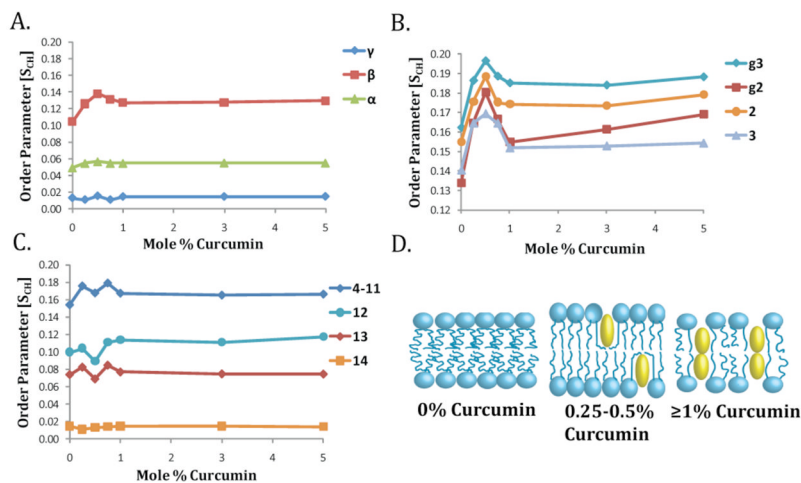 A.
Order Parameter [SCH]
0.20
0.18
0.16
0.14
0.12
0.10
0.08
0.06
0.04
0.02
0.00
0 1 2 3 4 5
Mole % Curcumin
γ
β
α
B.
Order Parameter [SCH]
0.20
0.19
0.18
0.17
0.16
0.15
0.14
0.13
0.12
0 1 2 3 4 5
Mole % Curcumin
g3
g2
2
3
C.
Order Parameter [SCH]
0.20
0.18
0.16
0.14
0.12
0.10
0.08
0.06
0.04
0.02
0.00
0 1 2 3 4 5
Mole % Curcumin
4-11
12
13
14
D.
0% Curcumin
0.25-0.5%
Curcumin
≥1% Curcumin